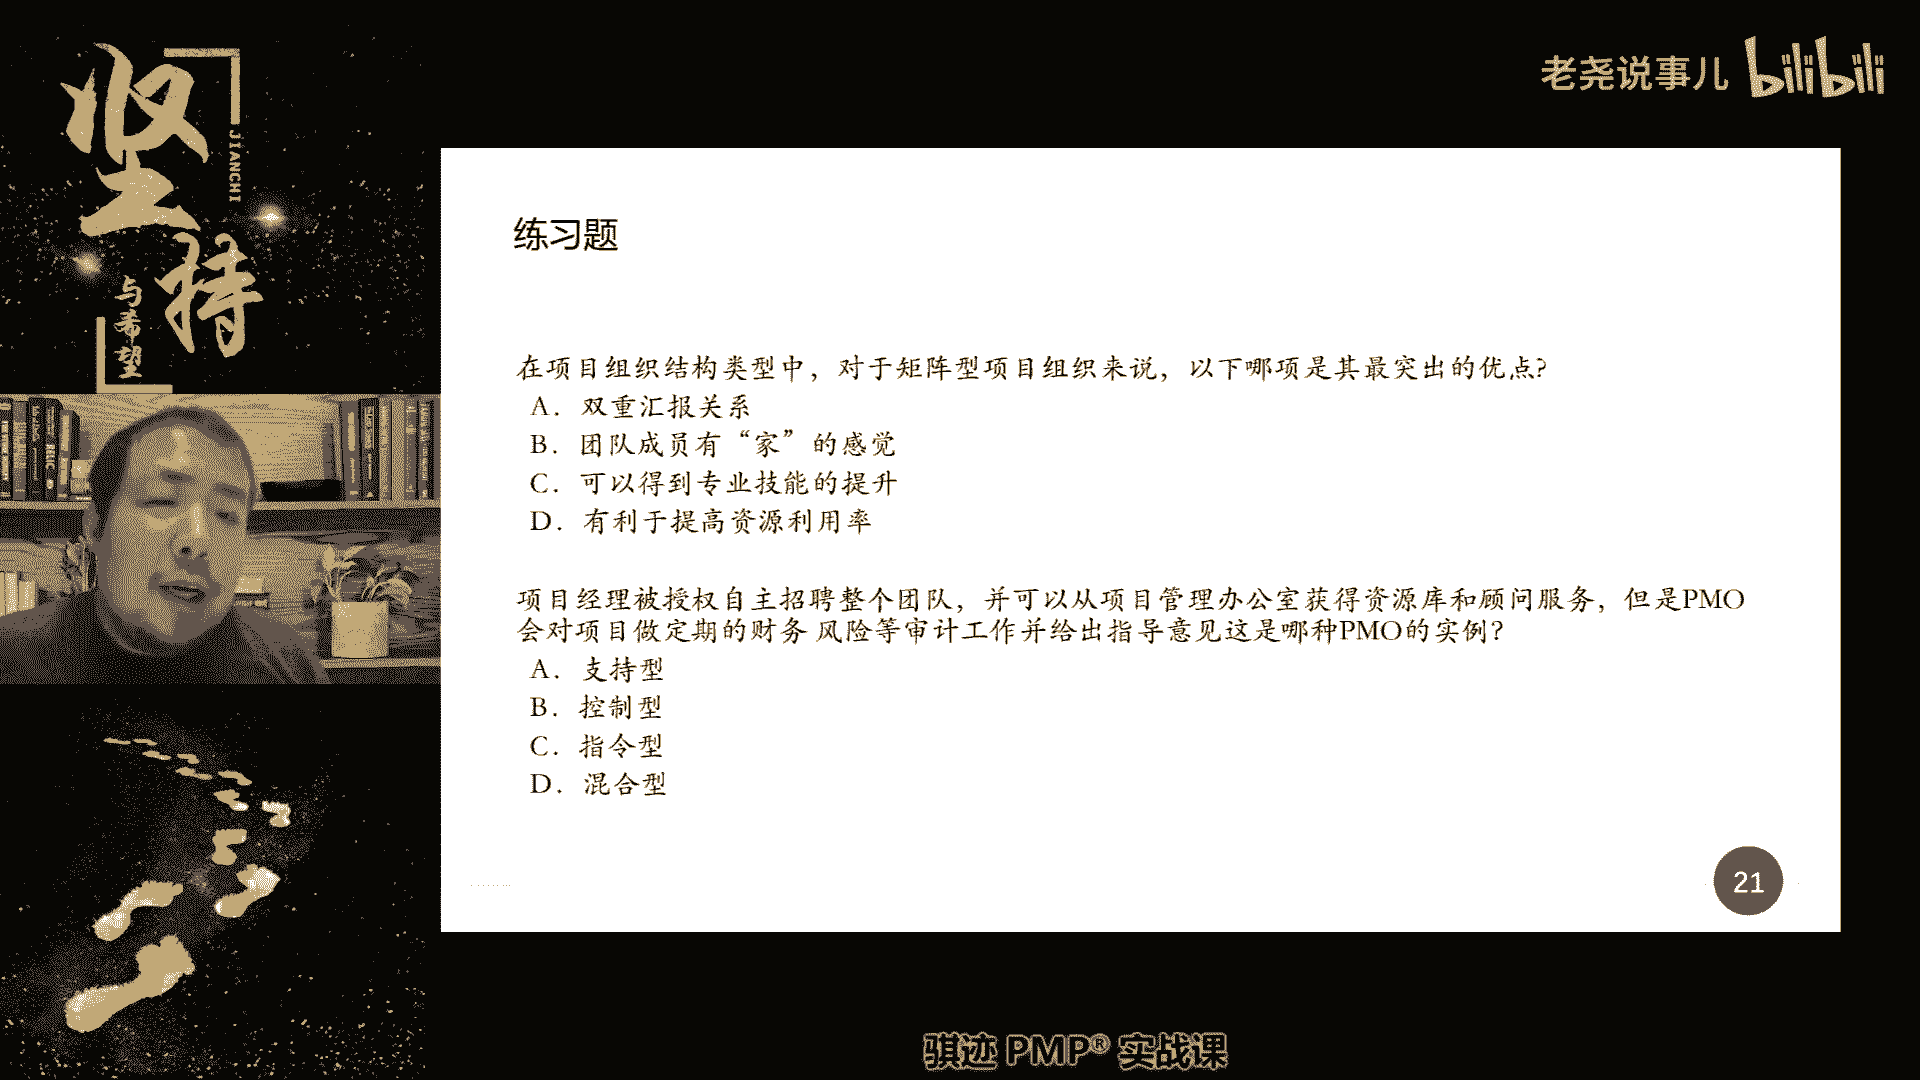 坚持
JIANCHI
与希望
老尧说事儿 bilibili
练习题
在项目组织结构类型中，对于矩阵型项目组织来说，以下哪项是其最突出的优点?
A. 双重汇报关系
B. 团队成员有“家”的感觉
C. 可以得到专业技能的提升
D. 有利于提高资源利用率
项目经理被授权自主招聘整个团队，并可以从项目管理办公室获得资源库和顾问服务，但是PMO
会对项目做定期的财务 风险等审计工作并给出指导意见这是哪种PMO的实例?
A. 支持型
B. 控制型
C. 指令型
D. 混合型
21
骐迹 PMP® 实战课